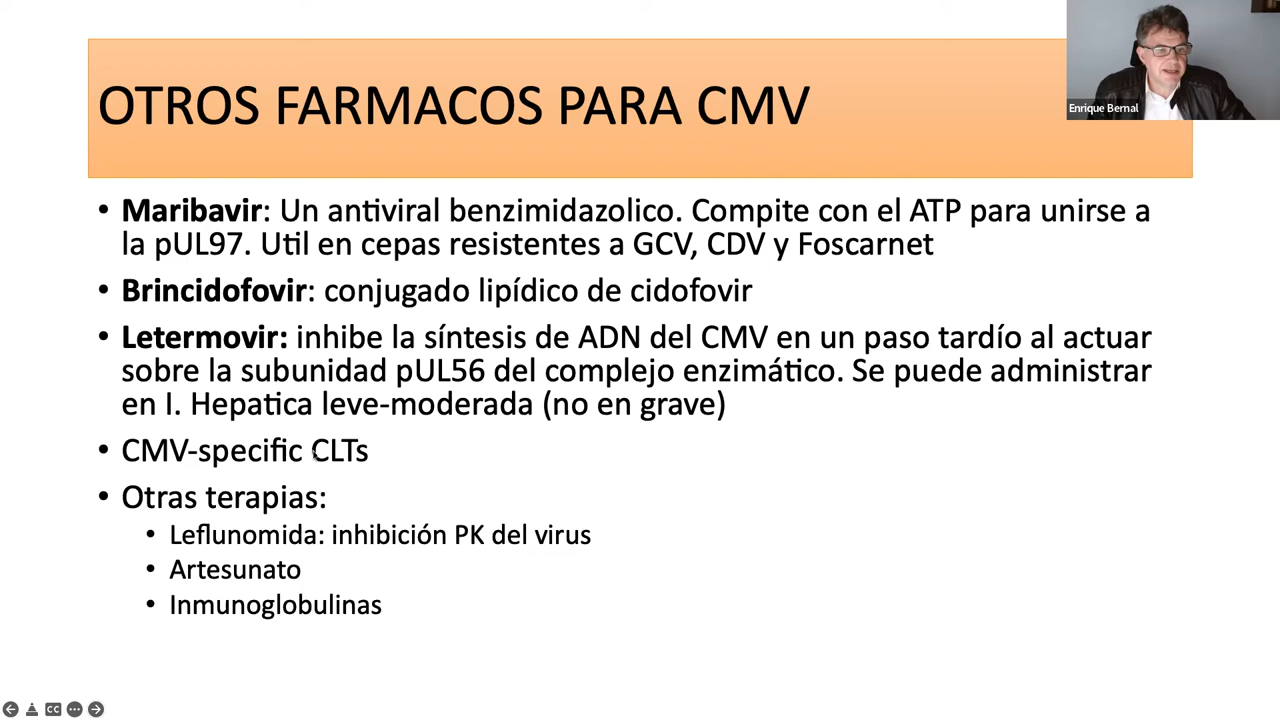 OTROS FARMACOS PARA CMV
Enrique Bernal
• Maribavir: Un antiviral benzimidazolico. Compite con el ATP para unirse a
la pUL97. Util en cepas resistentes a GCV, CDV y Foscarnet
• Brincidofovir: conjugado lipídico de cidofovir
• Letermovir: inhibe la síntesis de ADN del CMV en un paso tardío al actuar
sobre la subunidad pUL56 del complejo enzimático. Se puede administrar
en I. Hepatica leve-moderada (no en grave)
• CMV-specific CLTs
• Otras terapias:
• Leflunomida: inhibición PK del virus
• Artesunato
• Inmunoglobulinas
CC